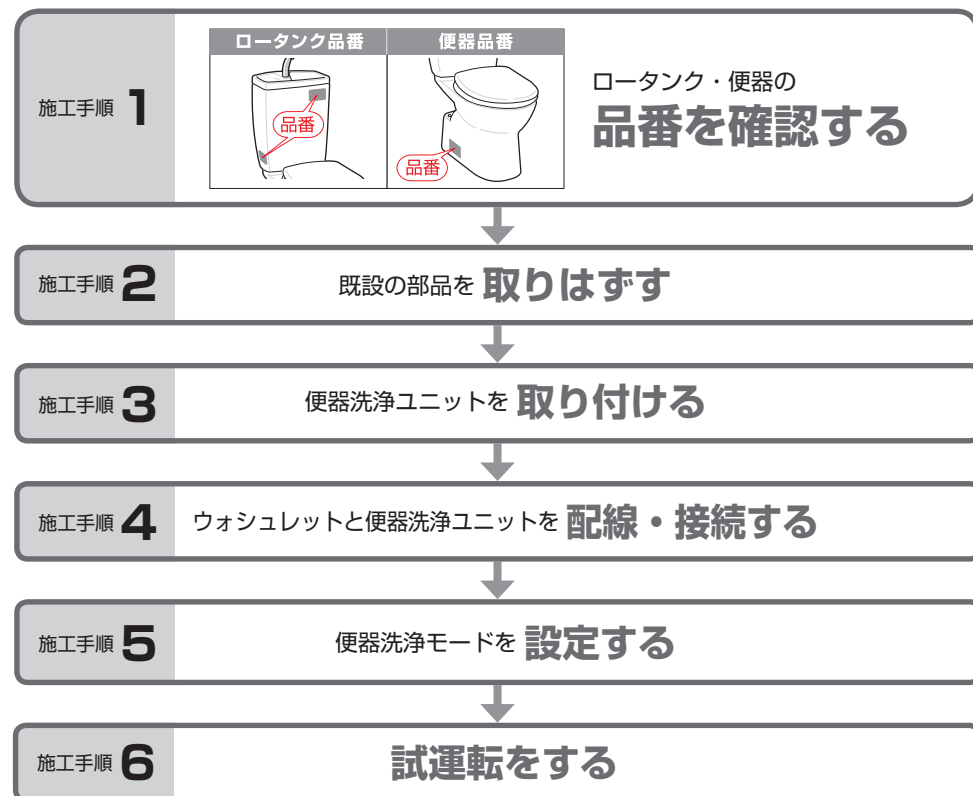 施工手順 1
ロータンク品番
便器品番
品番
品番
ロータンク・便器の
品番を確認する
施工手順 2
既設の部品を 取りはずす
施工手順 3
便器洗浄ユニットを 取り付ける
施工手順 4
ウォシュレットと便器洗浄ユニットを 配線・接続する
施工手順 5
便器洗浄モードを 設定する
施工手順 6
試運転をする